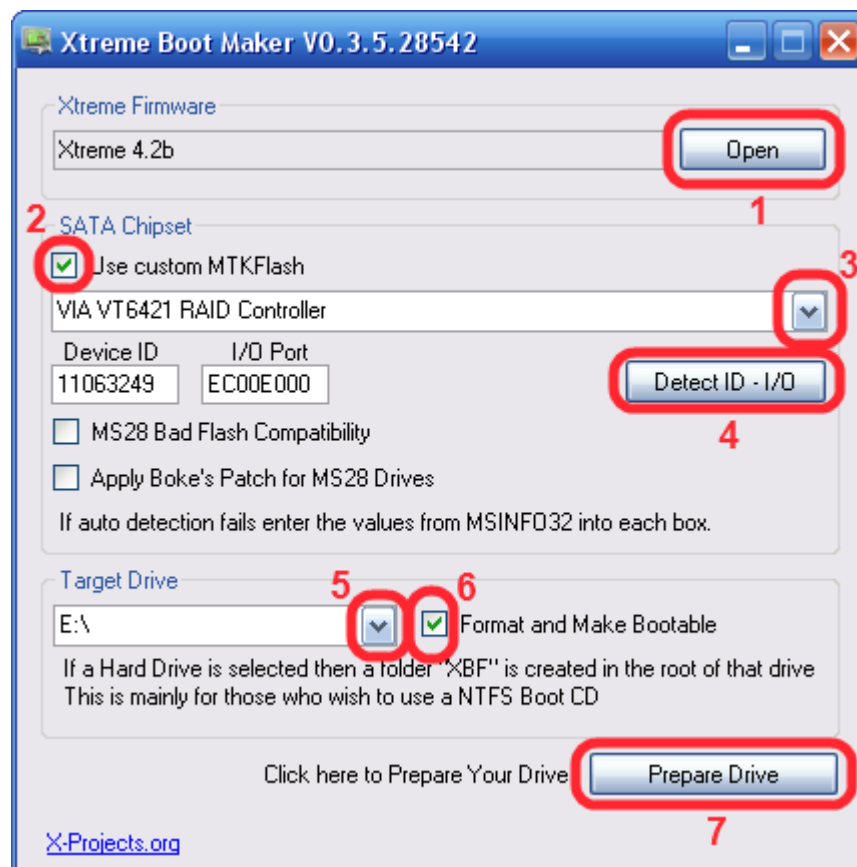 Xtreme Boot Maker V0.3.5.28542
Xtreme Firmware
Xtreme 4.2b
Open
1
2
SATA Chipset
Use custom MTKFlash
3
VIA VT6421 RAID Controller
Device ID I/O Port
11063249 EC00E000 Detect ID - I/O
4
MS28 Bad Flash Compatibility
Apply Boke's Patch for MS28 Drives
If auto detection fails enter the values from MSINFO32 into each box.
Target Drive
5 6
E:\ Format and Make Bootable
If a Hard Drive is selected then a folder "XBF" is created in the root of that drive
This is mainly for those who wish to use a NTFS Boot CD
Click here to Prepare Your Drive Prepare Drive
7
X-Projects.org